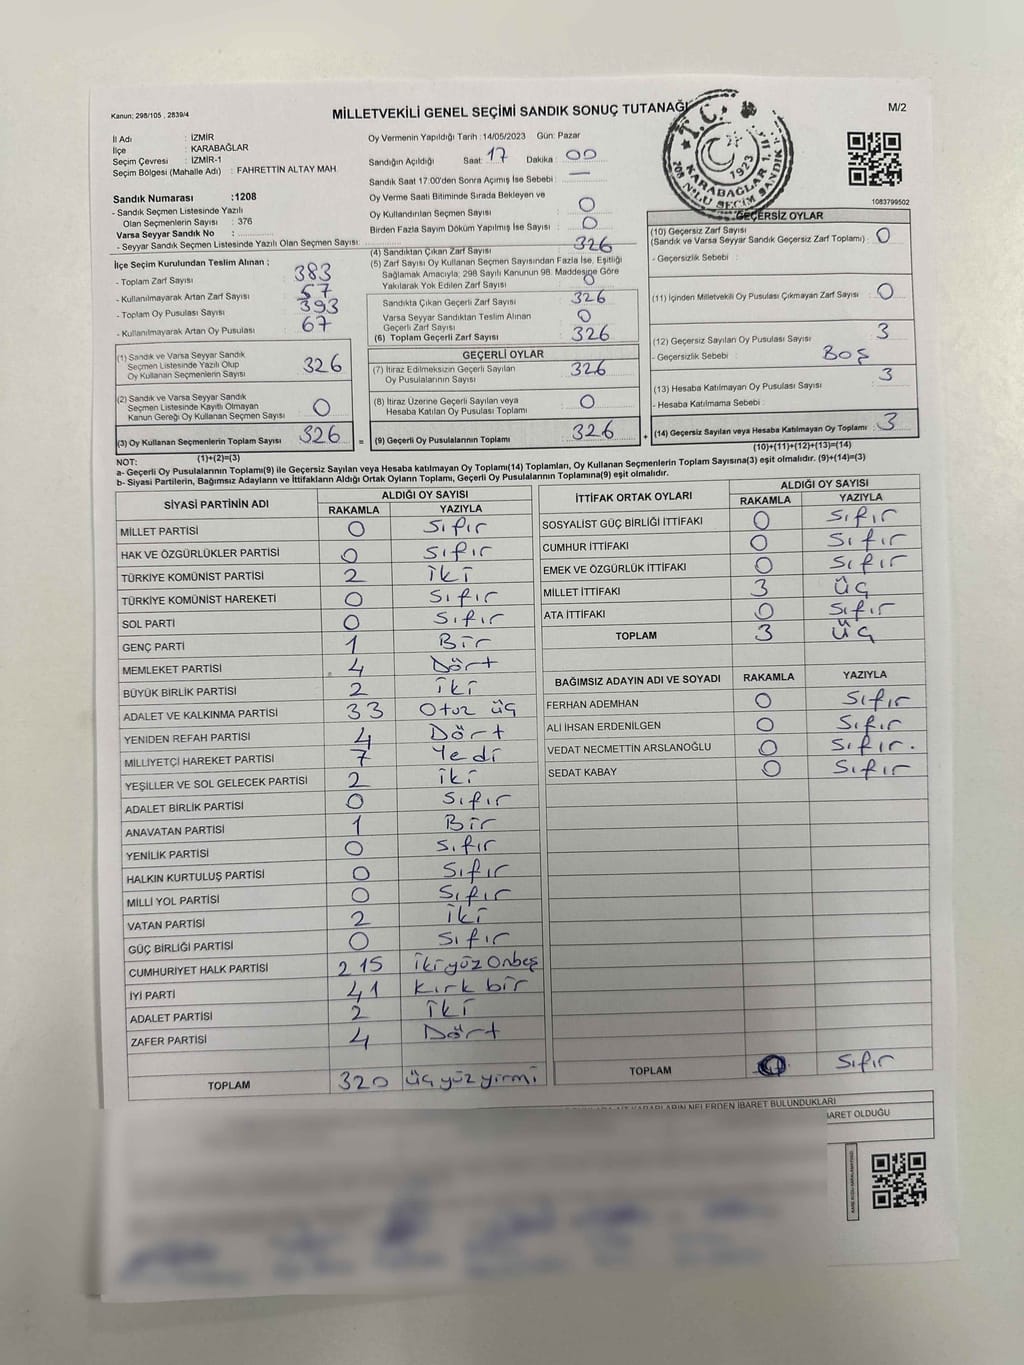 Kanun: 298/105 , 2839/4
MİLLETVEKİLİ GENEL SEÇİMİ SANDIK SONUÇ TUTANAĞI
M/2
İl Adı : İZMİR
İlçe : KARABAĞLAR
Seçim Çevresi : İZMİR-1
Seçim Bölgesi (Mahalle Adı) : FAHRETTİN ALTAY MAH.
Oy Vermenin Yapıldığı Tarih : 14/05/2023 Gün: Pazar
Sandığın Açıldığı Saat: 17 Dakika : 00
Sandık Saat 17:00'den Sonra Açımış İse Sebebi : —
Oy Verme Saati Bitiminde Sırada Bekleyen ve
Oy Kullandırılan Seçmen Sayısı : 0
Birden Fazla Sayım Döküm Yapılmış İse Sayısı : 0
T.C.
1923
KARABAĞLAR 1.
SEÇİM SANDIK
1083799502
Sandık Numarası :1208
- Sandık Seçmen Listesinde Yazılı
Olan Seçmenlerin Sayısı : 376
Varsa Seyyar Sandık No :
- Seyyar Sandık Seçmen Listesinde Yazılı Olan Seçmen Sayısı:
İlçe Seçim Kurulundan Teslim Alınan ;
- Toplam Zarf Sayısı : 383
- Kullanılmayarak Artan Zarf Sayısı : 57
- Toplam Oy Pusulası Sayısı : 393
- Kullanılmayarak Artan Oy Pusulası : 67
(1) Sandık ve Varsa Seyyar Sandık
Seçmen Listesinde Yazılı Olup
Oy Kullanan Seçmenlerin Sayısı : 326
(2) Sandık ve Varsa Seyyar Sandık
Seçmen Listesinde Kayıtlı Olmayan
Kanun Gereği Oy Kullanan Seçmen Sayısı : 0
(3) Oy Kullanan Seçmenlerin Toplam Sayısı : 326
(1)+(2)=(3)
(4) Sandıktan Çıkan Zarf Sayısı : 326
(5) Zarf Sayısı Oy Kullanan Seçmen Sayısından Fazla İse, Eşitliği
Sağlamak Amacıyla; 298 Sayılı Kanunun 98. Maddesine Göre
Yakılarak Yok Edilen Zarf Sayısı : 0
Sandıkta Çıkan Geçerli Zarf Sayısı : 326
Varsa Seyyar Sandıktan Teslim Alınan
Geçerli Zarf Sayısı : 0
(6) Toplam Geçerli Zarf Sayısı : 326
GEÇERLİ OYLAR
(7) İtiraz Edilmeksizin Geçerli Sayılan
Oy Pusulalarının Sayısı : 326
(8) İtiraz Üzerine Geçerli Sayılan veya
Hesaba Katılan Oy Pusulası Toplamı : 0
= (9) Geçerli Oy Pusulalarının Toplamı : 326 +
GEÇERSİZ OYLAR
(10) Geçersiz Zarf Sayısı
(Sandık ve Varsa Seyyar Sandık Geçersiz Zarf Toplamı) : 0
- Geçersizlik Sebebi :
(11) İçinden Milletvekili Oy Pusulası Çıkmayan Zarf Sayısı : 0
(12) Geçersiz Sayılan Oy Pusulası Sayısı : 3
- Geçersizlik Sebebi : Boş
(13) Hesaba Katılmayan Oy Pusulası Sayısı : 3
- Hesaba Katılmama Sebebi :
(14) Geçersiz Sayılan veya Hesaba Katılmayan Oy Toplamı : 3
(10)+(11)+(12)+(13)=(14)
NOT:
a- Geçerli Oy Pusulalarının Toplamı(9) ile Geçersiz Sayılan veya Hesaba katılmayan Oy Toplamı(14) Toplamları, Oy Kullanan Seçmenlerin Toplam Sayısına(3) eşit olmalıdır. (9)+(14)=(3)
b- Siyasi Partilerin, Bağımsız Adayların ve İttifakların Aldığı Ortak Oyların Toplamı, Geçerli Oy Pusulalarının Toplamına(9) eşit olmalıdır.
SİYASİ PARTİNİN ADI ALDIĞI OY SAYISI
RAKAMLA YAZIYLA
MİLLET PARTİSİ 0 Sıfır
HAK VE ÖZGÜRLÜKLER PARTİSİ 0 Sıfır
TÜRKİYE KOMÜNİST PARTİSİ 2 iki
TÜRKİYE KOMÜNİST HAREKETİ 0 Sıfır
SOL PARTİ 0 Sıfır
GENÇ PARTİ 1 Bir
MEMLEKET PARTİSİ 4 Dört
BÜYÜK BİRLİK PARTİSİ 2 iki
ADALET VE KALKINMA PARTİSİ 33 Otuz üç
YENİDEN REFAH PARTİSİ 4 Dört
MİLLİYETÇİ HAREKET PARTİSİ 7 Yedi
YEŞİLLER VE SOL GELECEK PARTİSİ 2 iki
ADALET BİRLİK PARTİSİ 0 Sıfır
ANAVATAN PARTİSİ 1 Bir
YENİLİK PARTİSİ 0 Sıfır
HALKIN KURTULUŞ PARTİSİ 0 Sıfır
MİLLİ YOL PARTİSİ 0 Sıfır
VATAN PARTİSİ 2 iki
GÜÇ BİRLİĞİ PARTİSİ 0 Sıfır
CUMHURİYET HALK PARTİSİ 215 ikiyüz Onbeş
İYİ PARTİ 41 Kırk bir
ADALET PARTİSİ 2 iki
ZAFER PARTİSİ 4 Dört
TOPLAM 320 üç yüz yirmi
İTTİFAK ORTAK OYLARI ALDIĞI OY SAYISI
RAKAMLA YAZIYLA
SOSYALİST GÜÇ BİRLİĞİ İTTİFAKI 0 Sıfır
CUMHUR İTTİFAKI 0 Sıfır
EMEK VE ÖZGÜRLÜK İTTİFAKI 0 Sıfır
MİLLET İTTİFAKI 3 üç
ATA İTTİFAKI 0 Sıfır
TOPLAM 3 üç
BAĞIMSIZ ADAYIN ADI VE SOYADI RAKAMLA YAZIYLA
FERHAN ADEMHAN 0 Sıfır
ALİ İHSAN ERDENİLGEN 0 Sıfır
VEDAT NECMETTİN ARSLANOĞLU 0 Sıfır.
SEDAT KABAY 0 Sıfır
TOPLAM 0 Sıfır
KARARLARIN NELERDEN İBARET BULUNDUKLARI
İBARET OLDUĞU